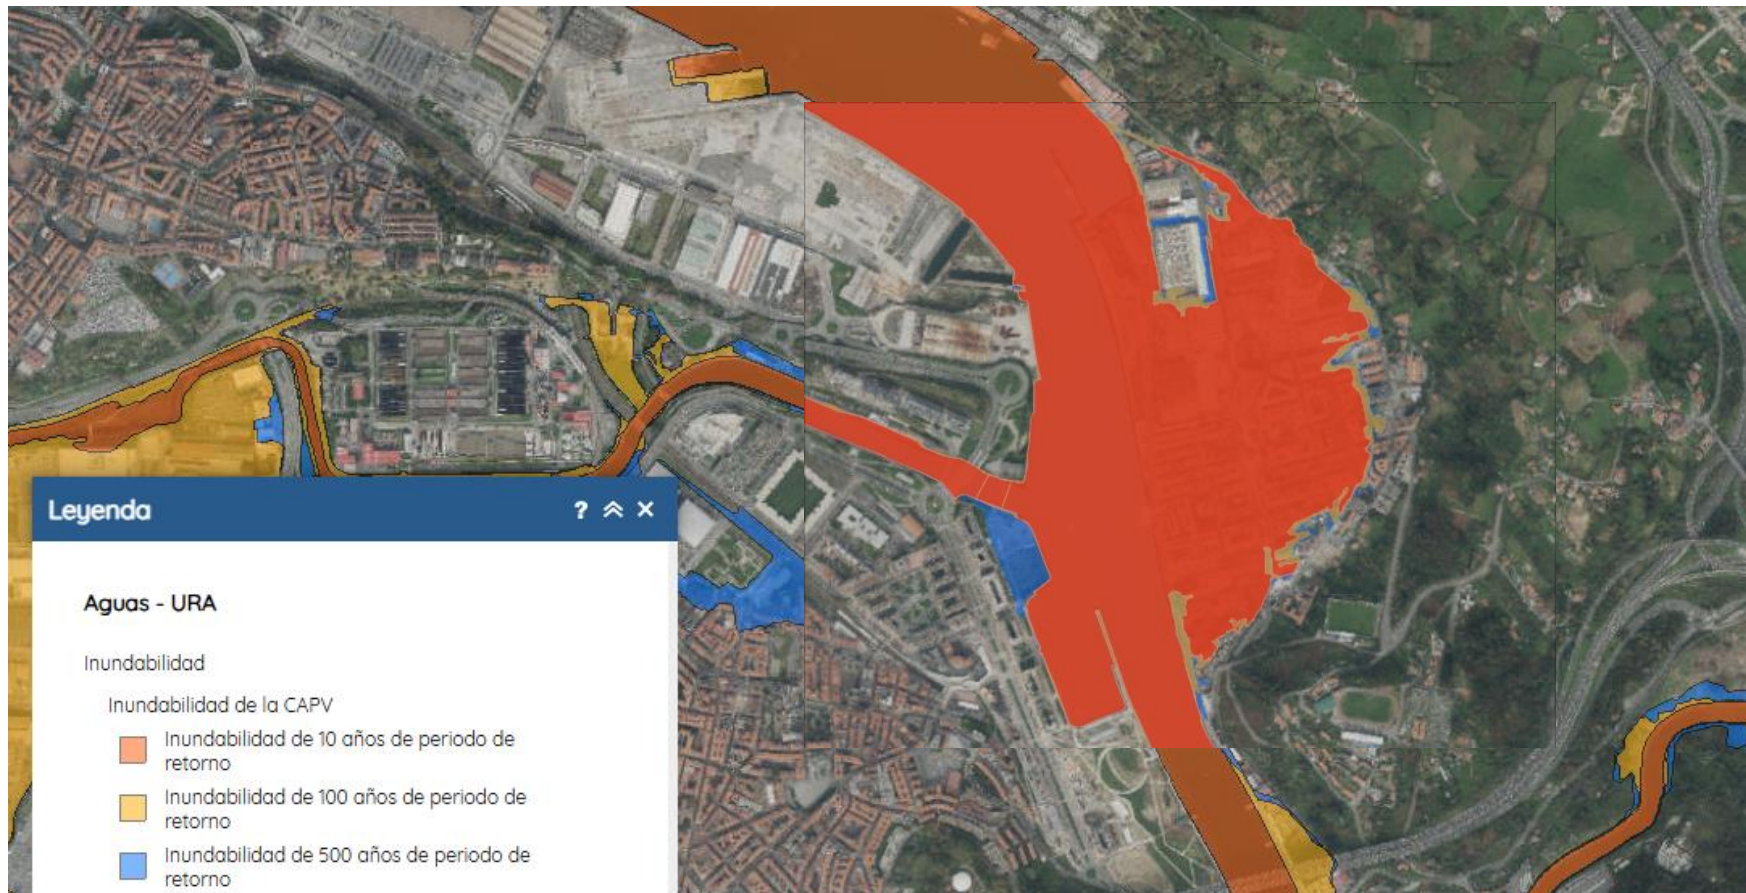 Leyenda ?
Aguas - URA
Inundabilidad
Inundabilidad de la CAPV
Inundabilidad de 10 años de periodo de
retorno
Inundabilidad de 100 años de periodo de
retorno
Inundabilidad de 500 años de periodo de
retorno